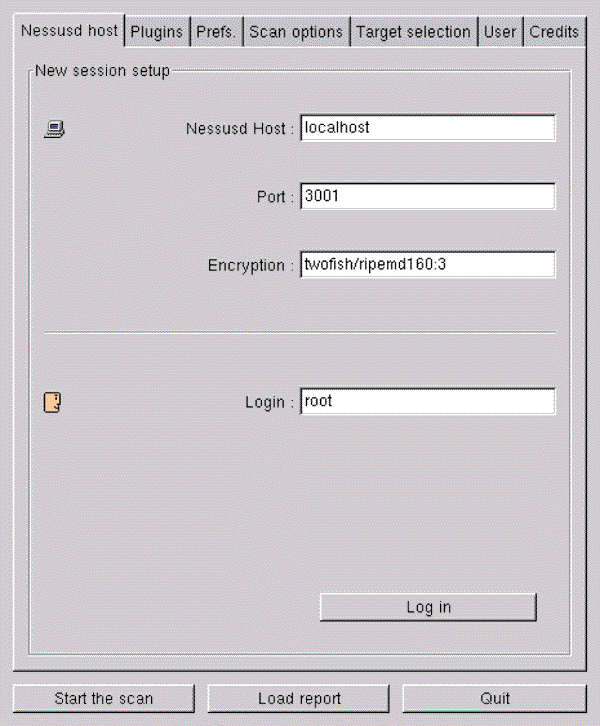 Nessusd host Plugins Prefs. Scan options Target selection User Credits
New session setup
Nessusd Host : localhost
Port : 3001
Encryption : twofish/ripemd160:3
Login : root
Log in
Start the scan Load report Quit